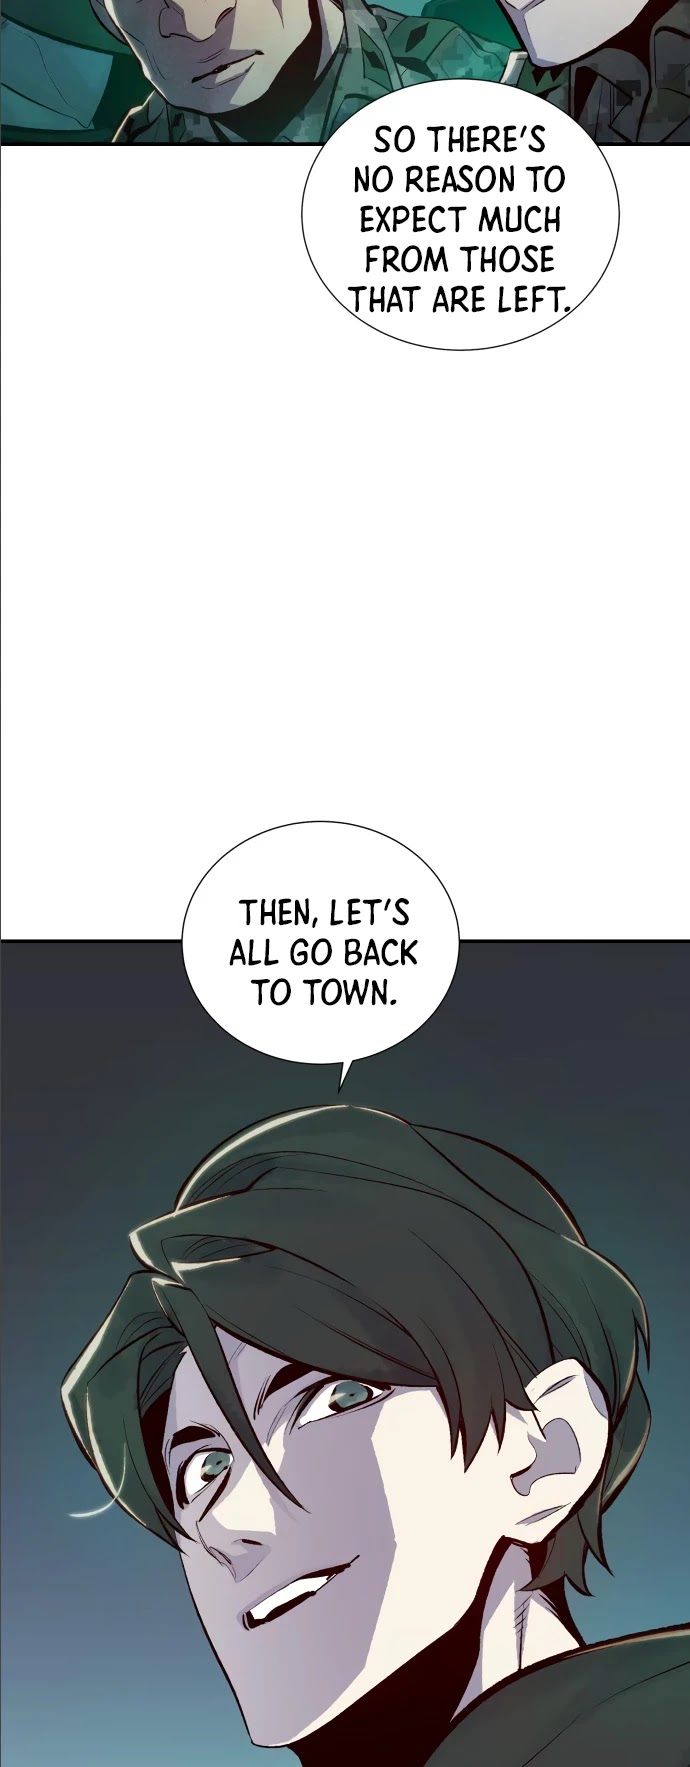 SO THERE'S
NO REASON TO
EXPECT MUCH
FROM THOSE
THAT ARE LEFT.
THEN, LET'S
ALL GO BACK
TO TOWN.